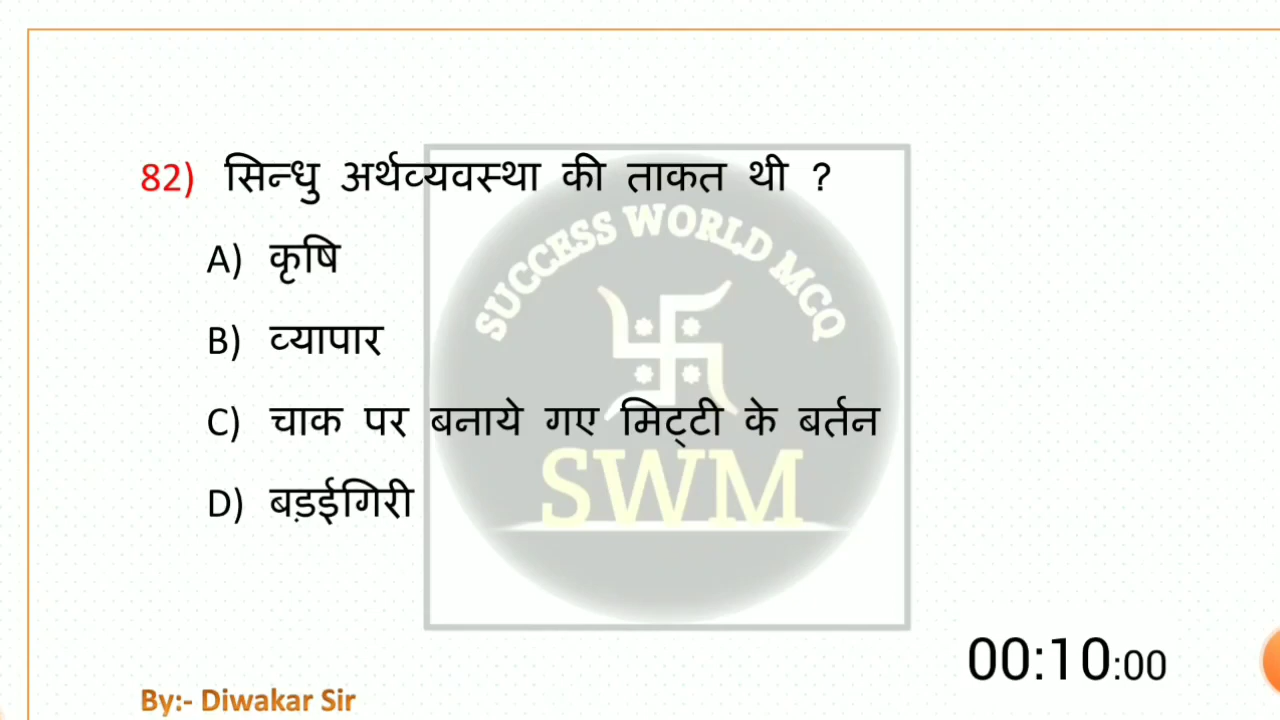 82) सिन्धु अर्थव्यवस्था की ताकत थी ?
A) कृषि
B) व्यापार
C) चाक पर बनाये गए मिट्टी के बर्तन
D) बड़ईगिरी
SUCCESS WORLD MCQ
SWM
00:10:00
By:- Diwakar Sir